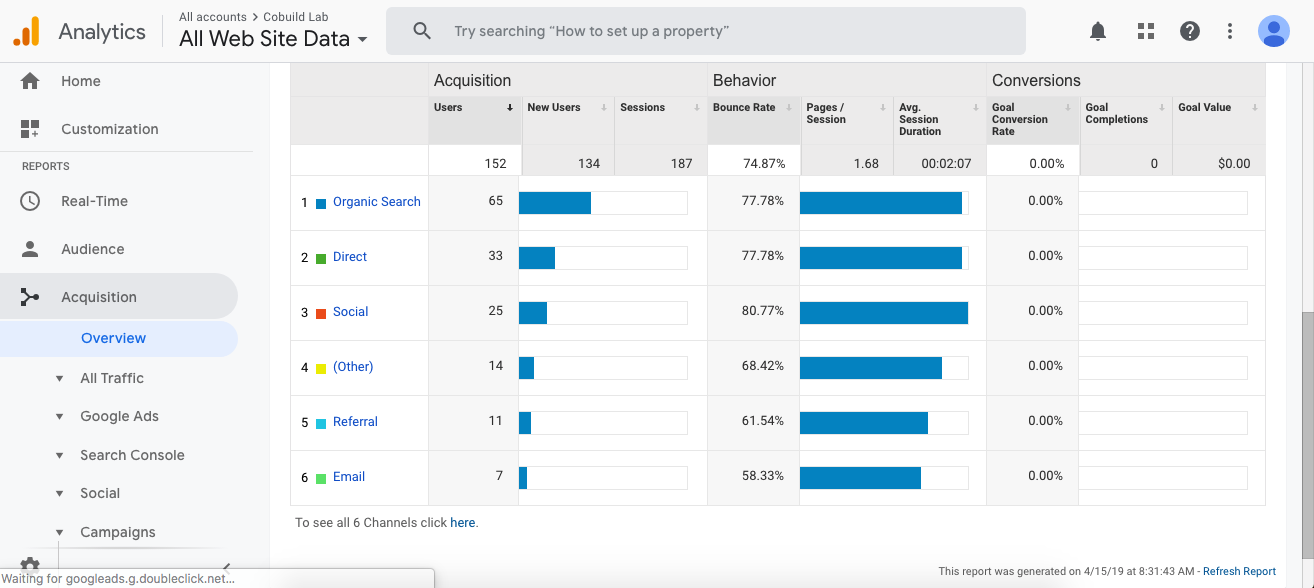 Analytics
All accounts > Cobuild Lab
All Web Site Data
Try searching “How to set up a property”
Home
Customization
REPORTS
Real-Time
Audience
Acquisition
Overview
All Traffic
Google Ads
Search Console
Social
Campaigns
Waiting for googleads.g.doubleclick.net...
Acquisition Behavior Conversions
Users New Users Sessions Bounce Rate Pages / Session Avg. Session Duration Goal Conversion Rate Goal Completions Goal Value
152 134 187 74.87% 1.68 00:02:07 0.00% 0 $0.00
1 Organic Search 65 77.78% 0.00%
2 Direct 33 77.78% 0.00%
3 Social 25 80.77% 0.00%
4 (Other) 14 68.42% 0.00%
5 Referral 11 61.54% 0.00%
6 Email 7 58.33% 0.00%
To see all 6 Channels click here.
This report was generated on 4/15/19 at 8:31:43 AM - Refresh Report